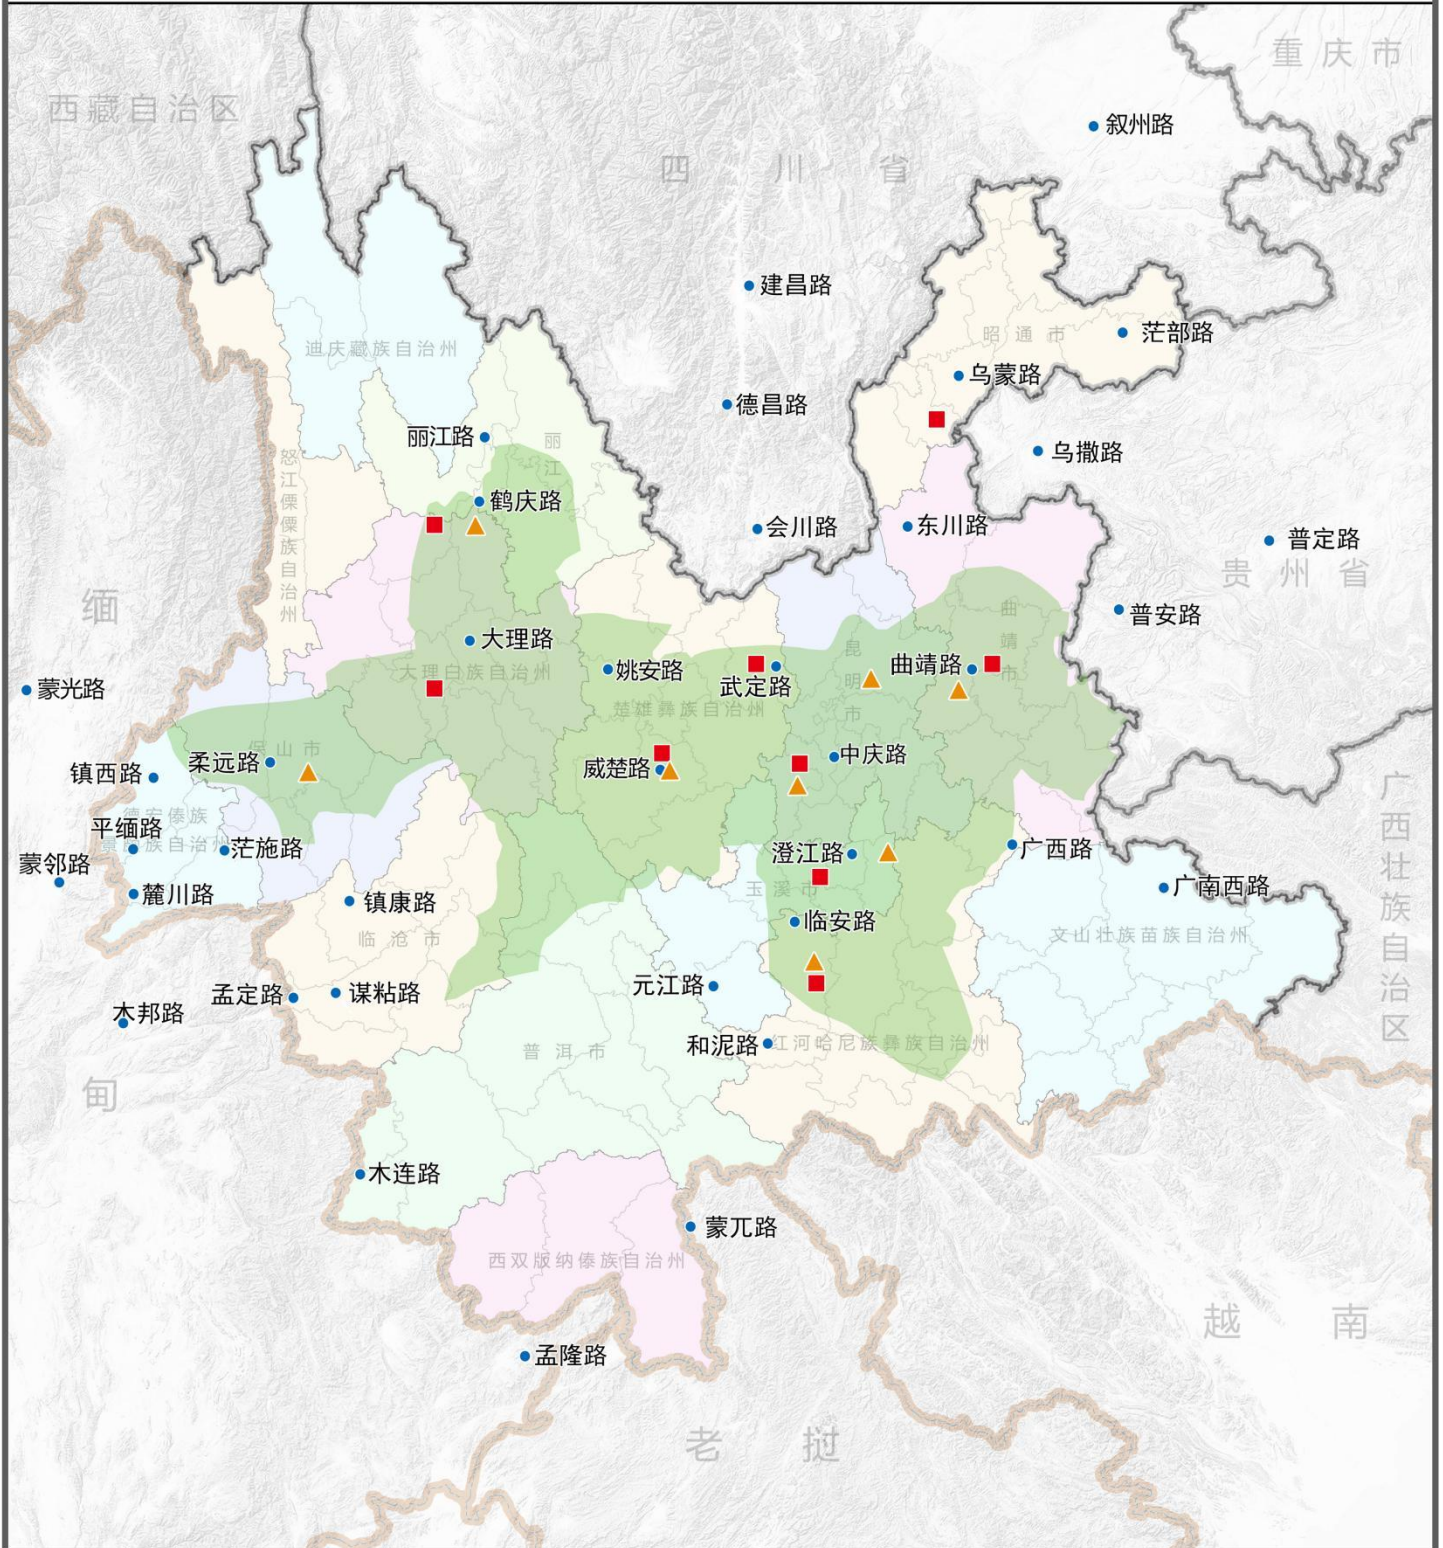 重庆市
西藏自治区
叙州路
四川省
建昌路
茫部路
昭通市
迪庆藏族自治州
乌蒙路
德昌路
丽江路
丽江
乌撒路
怒江傈僳族自治州
鹤庆路
会川路
东川路
普定路
贵州省
缅
曲靖市
普安路
大理路
昆明市
曲靖路
大理白族自治州
姚安路
武定路
蒙光路
楚雄彝族自治州
保山市
柔远路
镇西路
威楚路
中庆路
广西壮族自治区
平缅路
茫施路
澄江路
广西路
蒙邻路
麓川路
玉溪市
广南西路
镇康路
临安路
临沧市
文山壮族苗族自治州
元江路
孟定路
谋粘路
木邦路
和泥路
红河哈尼族彝族自治州
普洱市
甸
木连路
蒙兀路
西双版纳傣族自治州
越南
孟隆路
老挝